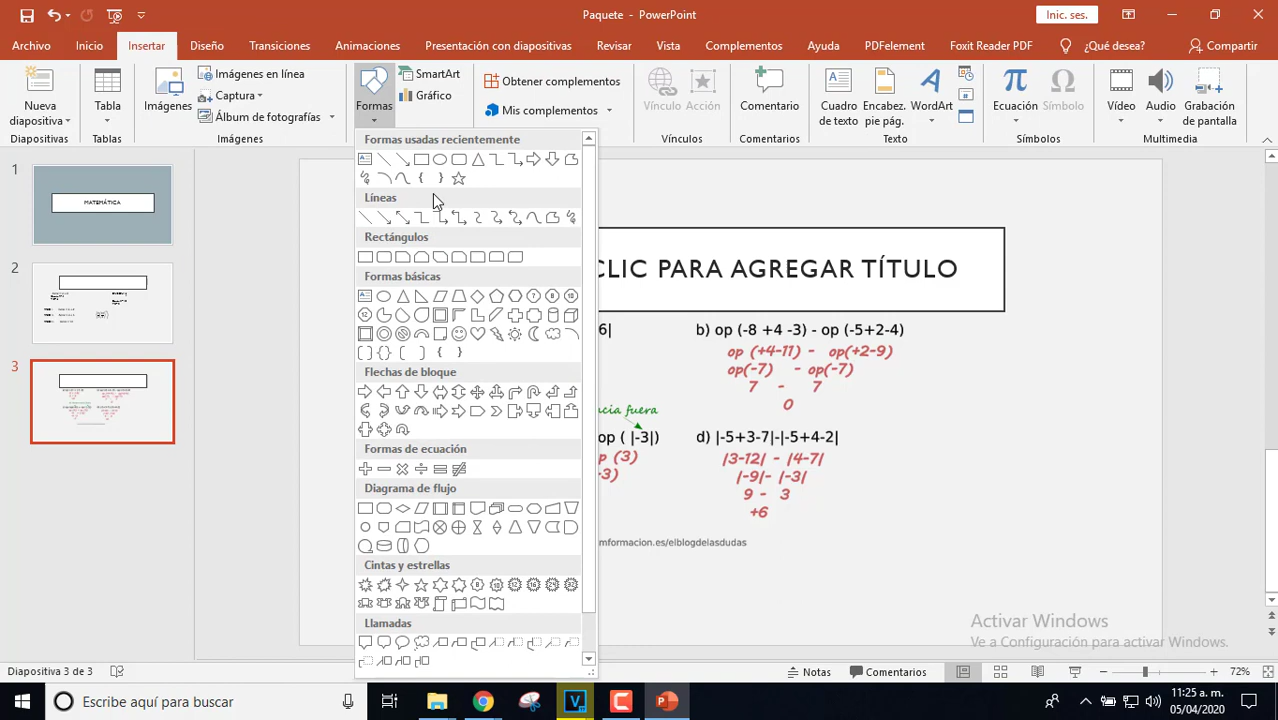 Paquete - PowerPoint
Inic. ses.
Archivo Inicio Insertar Diseño Transiciones Animaciones Presentación con diapositivas Revisar Vista Complementos Ayuda PDFelement Foxit Reader PDF ¿Qué desea? Compartir
Nueva diapositiva
Diapositivas
Tabla
Tablas
Imágenes
Imágenes en línea
Captura
Álbum de fotografías
Imágenes
Formas
SmartArt
Gráfico
Obtener complementos
Mis complementos
Vínculo
Acción
Vínculos
Comentario
Comentarios
Cuadro de texto
Encabez. pie pág.
WordArt
Texto
Ecuación
Símbolo
Símbolos
Vídeo
Audio
Grabación de pantalla
Multimedia
Formas usadas recientemente
Líneas
Rectángulos
Formas básicas
Flechas de bloque
Formas de ecuación
Diagrama de flujo
Cintas y estrellas
Llamadas
1
MATEMÁTICA
2
3
CLIC PARA AGREGAR TÍTULO
6|
b) op (-8 +4 -3) - op (-5+2-4)
op (+4-11) - op(+2-9)
op(-7) - op(-7)
7 - 7
0
cia fuera
op ( |-3|)
p (3)
-3)
d) |-5+3-7|-|-5+4-2|
|3-12| - |4-7|
|-9|- |-3|
9 - 3
+6
mformacion.es/elblogdelasdudas
Activar Windows
Ve a Configuración para activar Windows.
Diapositiva 3 de 3
Notas
Comentarios
72%
Escribe aquí para buscar
11:25 a. m.
05/04/2020